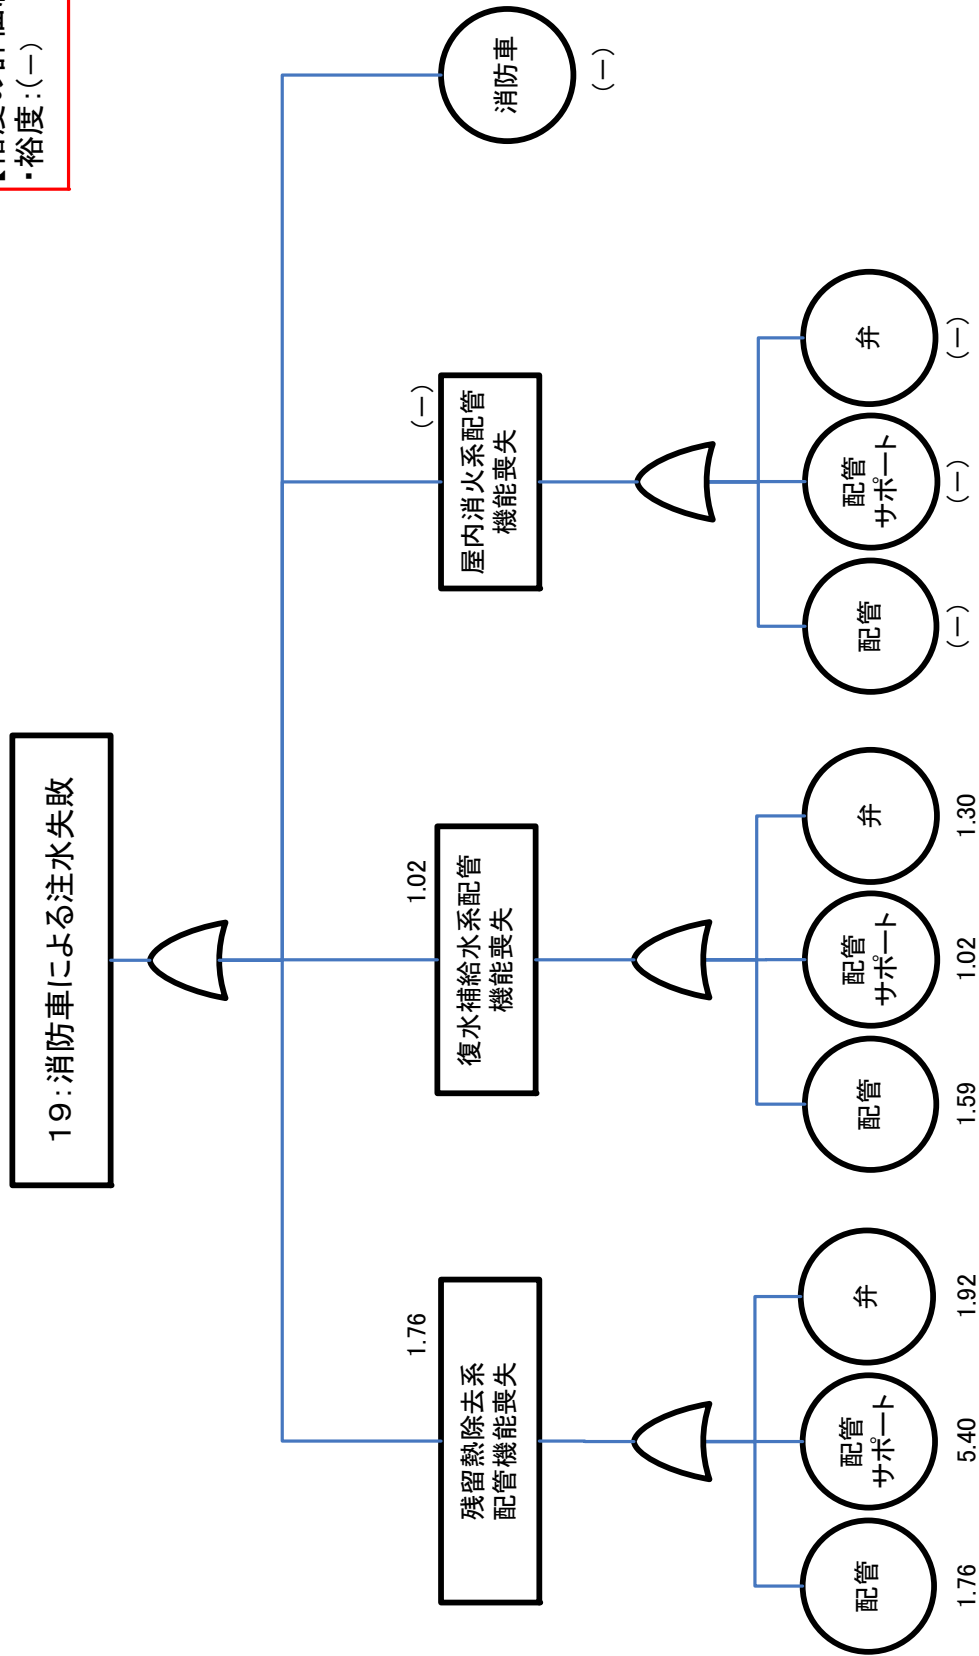 ・裕度:(－)
19:消防車による注水失敗
1.76
残留熱除去系
配管機能喪失
1.02
復水補給水系配管
機能喪失
(－)
屋内消火系配管
機能喪失
消防車
(－)
配管
1.76
配管
サポート
5.40
弁
1.92
配管
1.59
配管
サポート
1.02
弁
1.30
配管
(－)
配管
サポート
(－)
弁
(－)